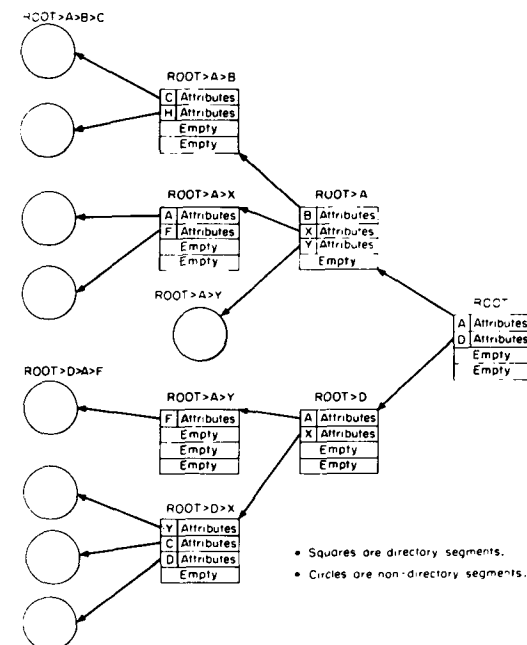 ROOT>A>B>C
ROOT>A>B
C Attributes
H Attributes
Empty
Empty
ROOT>A>X
A Attributes
F Attributes
Empty
Empty
ROOT>A
B Attributes
X Attributes
Y Attributes
Empty
ROOT>A>Y
ROOT
A Attributes
D Attributes
Empty
Empty
ROOT>D>A>F
ROOT>A>Y
F Attributes
Empty
Empty
Empty
ROOT>D
A Attributes
X Attributes
Empty
Empty
ROOT>D>X
Y Attributes
C Attributes
D Attributes
Empty
• Squares are directory segments.
• Circles are non-directory segments.